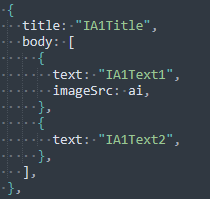 {
  title: "IA1Title",
  body: [
    {
      text: "IA1Text1",
      imageSrc: ai,
    },
    {
      text: "IA1Text2",
    },
  ],
},